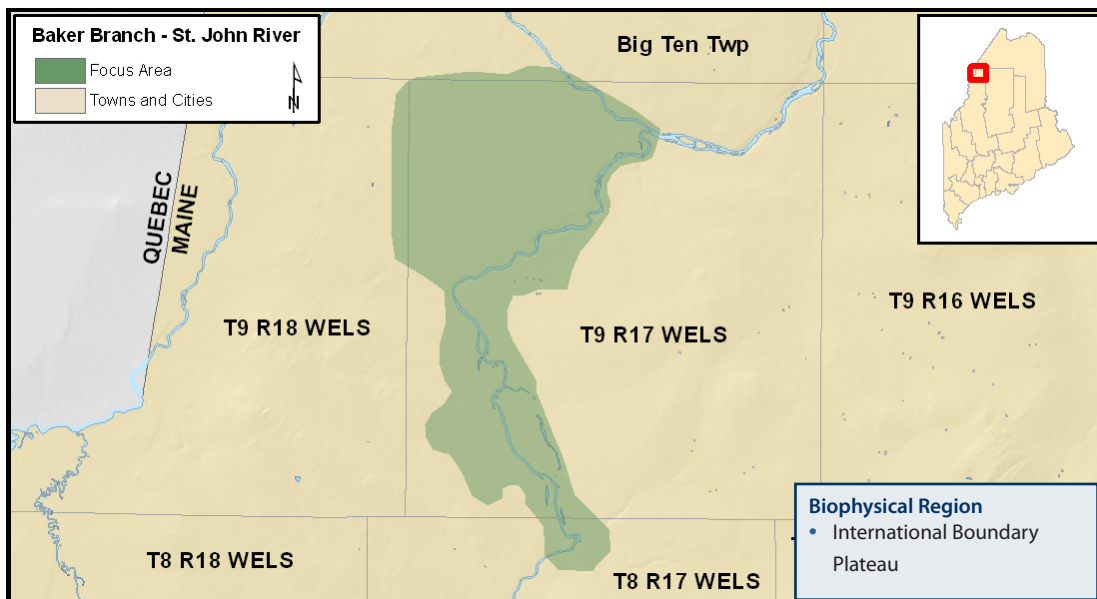 Baker Branch - St. John River
Focus Area
Towns and Cities
N
Big Ten Twp
QUEBEC
MAINE
T9 R18 WELS
T9 R17 WELS
T9 R16 WELS
T8 R18 WELS
T8 R17 WELS
Biophysical Region
• International Boundary
Plateau